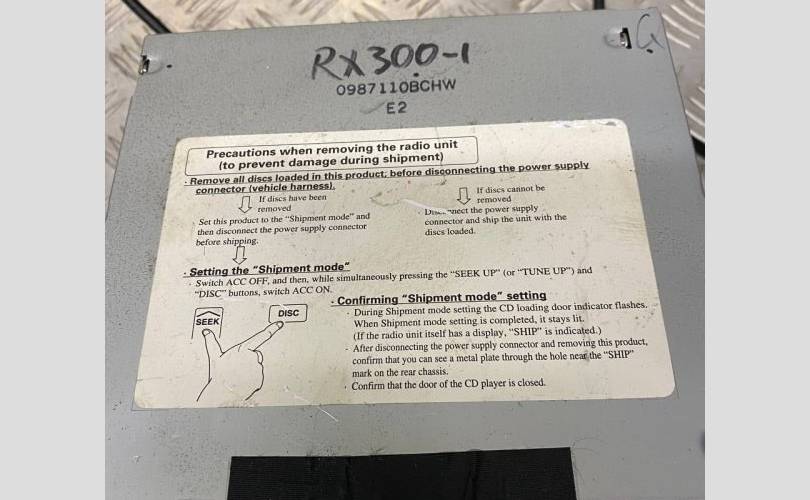 RX300-1
0987110BCHW
E2
Precautions when removing the radio unit
(to prevent damage during shipment)
· Remove all discs loaded in this product, before disconnecting the power supply
connector (vehicle harness).
If discs have been
removed
Set this product to the "Shipment mode" and
then disconnect the power supply connector
before shipping.
If discs cannot be
removed
· the power supply
connector and ship the unit with the
discs loaded.
· Setting the "Shipment mode"
· Switch ACC OFF, and then, while simultaneously pressing the "SEEK UP" (or "TUNE UP") and
"DISC" buttons, switch ACC ON.
SEEK
DISC
· Confirming "Shipment mode" setting
· During Shipment mode setting the CD loading door indicator flashes.
When Shipment mode setting is completed, it stays lit.
(If the radio unit itself has a display, "SHIP" is indicated.)
· After disconnecting the power supply connector and removing this product,
confirm that you can see a metal plate through the hole near the "SHIP"
mark on the rear chassis.
· Confirm that the door of the CD player is closed.